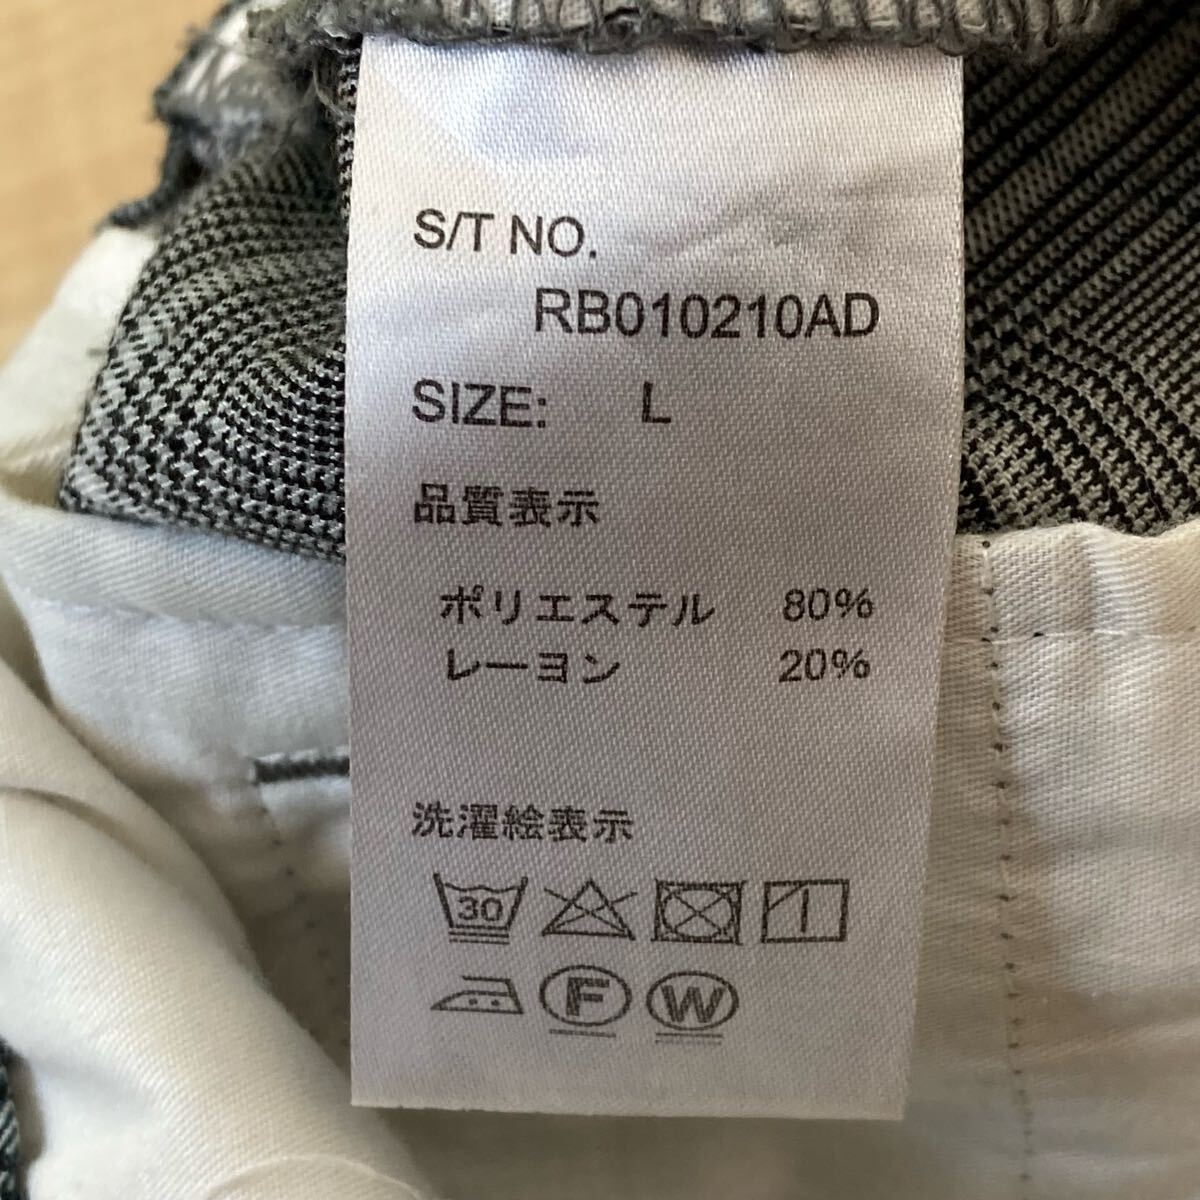 S/T NO.
RB010210AD
SIZE: L
品質表示
ポリエステル 80%
レーヨン 20%
洗濯絵表示
30
F W